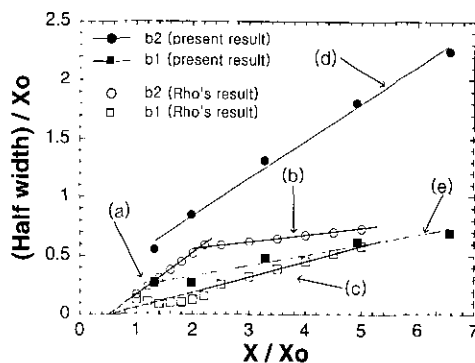 2.5
2
1.5
1
0.5
0
(Half width) / Xo
b2 (present result)
b1 (present result)
b2 (Rho's result)
b1 (Rho's result)
(d)
(b)
(e)
(a)
(c)
0 1 2 3 4 5 6 7
X / Xo